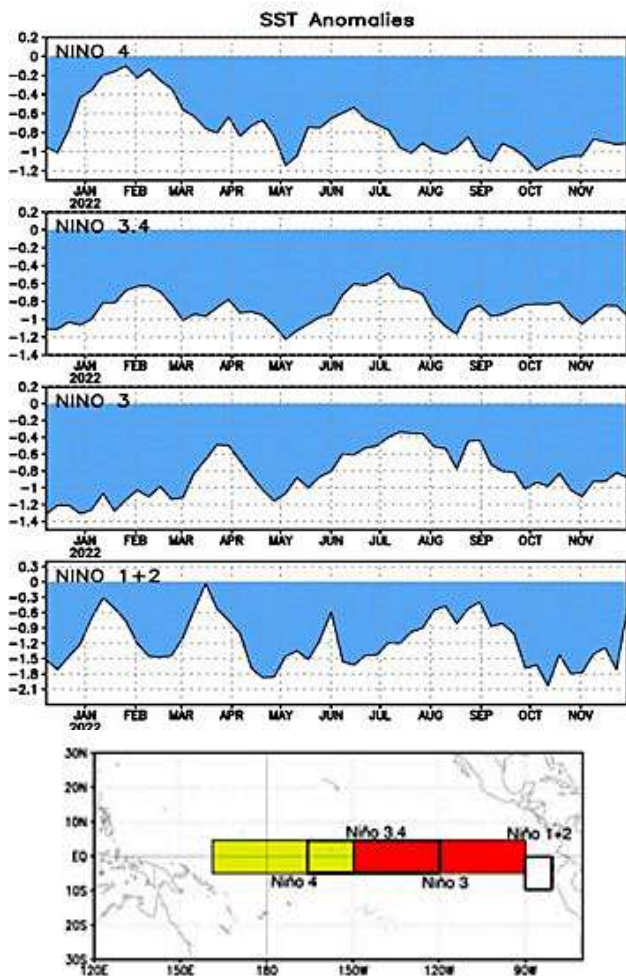 SST Anomalies
NINO 4
0.2
0
-0.2
-0.4
-0.6
-0.8
-1
-1.2
JAN FEB MAR APR MAY JUN JUL AUG SEP OCT NOV
2022
NINO 3.4
0.2
0
-0.2
-0.4
-0.6
-0.8
-1
-1.2
-1.4
JAN FEB MAR APR MAY JUN JUL AUG SEP OCT NOV
2022
NINO 3
0.2
0
-0.2
-0.4
-0.6
-0.8
-1
-1.2
-1.4
JAN FEB MAR APR MAY JUN JUL AUG SEP OCT NOV
2022
NINO 1+2
0.3
0
-0.3
-0.6
-0.9
-1.2
-1.5
-1.8
-2.1
JAN FEB MAR APR MAY JUN JUL AUG SEP OCT NOV
2022
30N
20N
10N
EQ
10S
20S
30S
Niño 3.4 Niño 1+2
Niño 4 Niño 3
120E 150E 180 150W 120W 90W